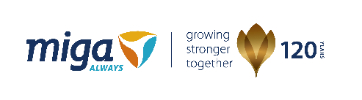 miga
ALWAYS
growing
stronger
together
120
YEARS